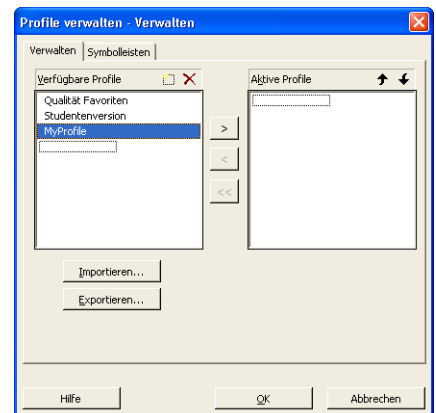 Profile verwalten - Verwalten
Verwalten
Symbolleisten
Verfügbare Profile
Aktive Profile
Qualität Favoriten
Studentenversion
MyProfile
>
<
<<
Importieren...
Exportieren...
Hilfe
OK
Abbrechen